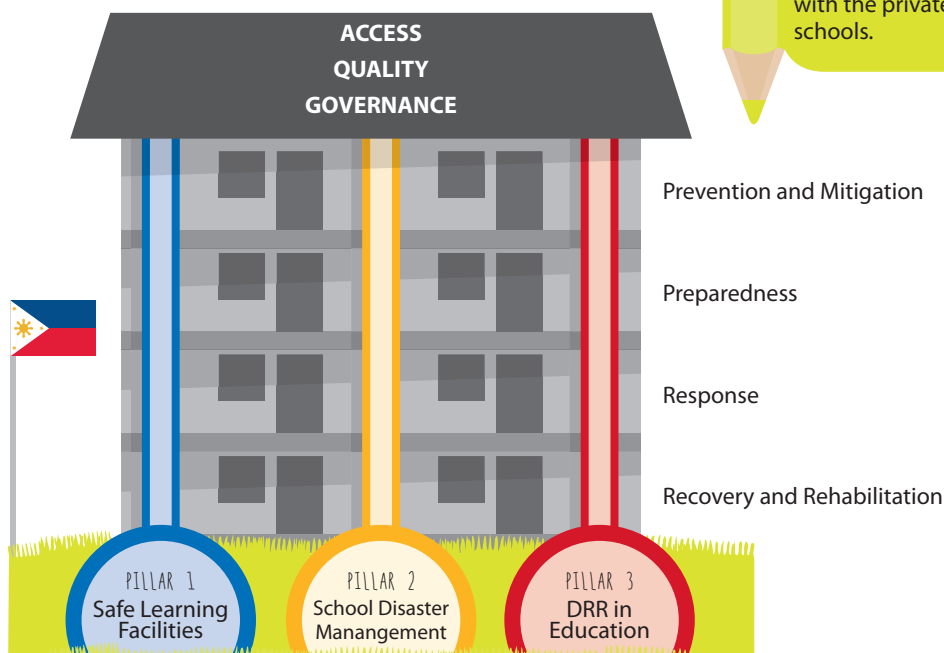 with the private
schools.
ACCESS
QUALITY
GOVERNANCE
Prevention and Mitigation
Preparedness
Response
Recovery and Rehabilitation
PILLAR 1
Safe Learning
Facilities
PILLAR 2
School Disaster
Manangement
PILLAR 3
DRR in
Education